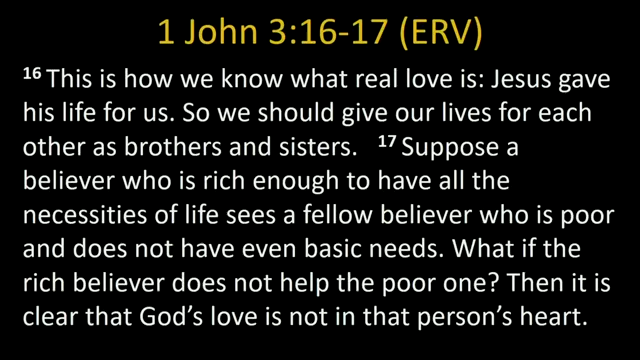 1 John 3:16-17 (ERV)
16 This is how we know what real love is: Jesus gave
his life for us. So we should give our lives for each
other as brothers and sisters. 17 Suppose a
believer who is rich enough to have all the
necessities of life sees a fellow believer who is poor
and does not have even basic needs. What if the
rich believer does not help the poor one? Then it is
clear that God’s love is not in that person’s heart.